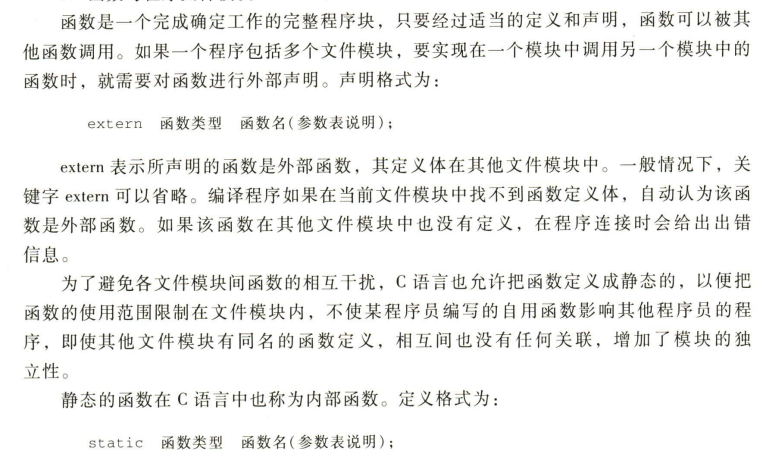 函数是一个完成确定工作的完整程序块，只要经过适当的定义和声明，函数可以被其
他函数调用。如果一个程序包括多个文件模块，要实现在一个模块中调用另一个模块中的
函数时，就需要对函数进行外部声明。声明格式为：
extern 函数类型 函数名(参数表说明);
extern 表示所声明的函数是外部函数，其定义体在其他文件模块中。一般情况下，关
键字 extern 可以省略。编译程序如果在当前文件模块中找不到函数定义体，自动认为该函
数是外部函数。如果该函数在其他文件模块中也没有定义，在程序连接时会给出出错
信息。
为了避免各文件模块间函数的相互干扰，C 语言也允许把函数定义成静态的，以便把
函数的使用范围限制在文件模块内，不使某程序员编写的自用函数影响其他程序员的程
序，即使其他文件模块有同名的函数定义，相互间也没有任何关联，增加了模块的独
立性。
静态的函数在 C 语言中也称为内部函数。定义格式为：
static 函数类型 函数名(参数表说明);